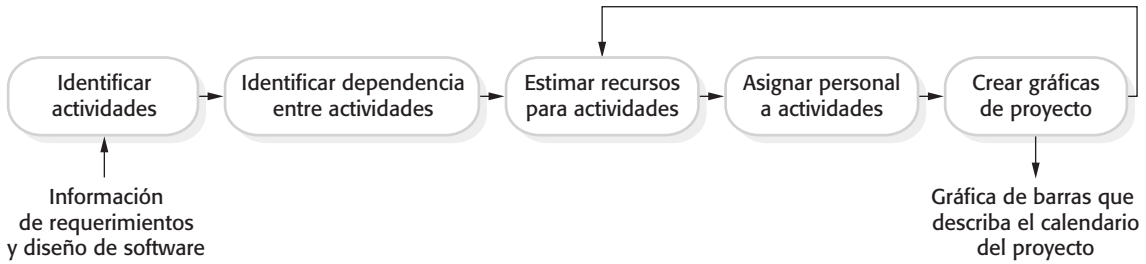 Identificar
actividades
Identificar dependencia
entre actividades
Estimar recursos
para actividades
Asignar personal
a actividades
Crear gráficas
de proyecto
Información
de requerimientos
y diseño de software
Gráfica de barras que
describa el calendario
del proyecto